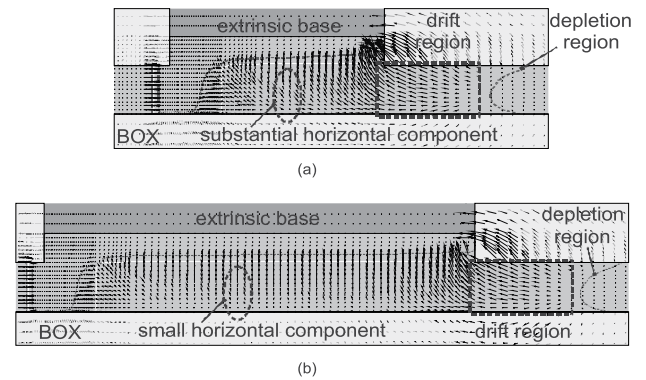 extrinsic base
drift
region
depletion
region
BOX
substantial horizontal component
(a)
extrinsic base
depletion
region
BOX
small horizontal component
drift region
(b)